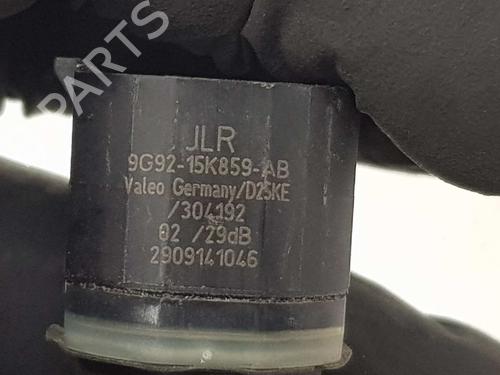 PARTS
JLR
9G92-15K859-AB
Valeo Germany/D25KE
/304192
02 /29dB
2909141046